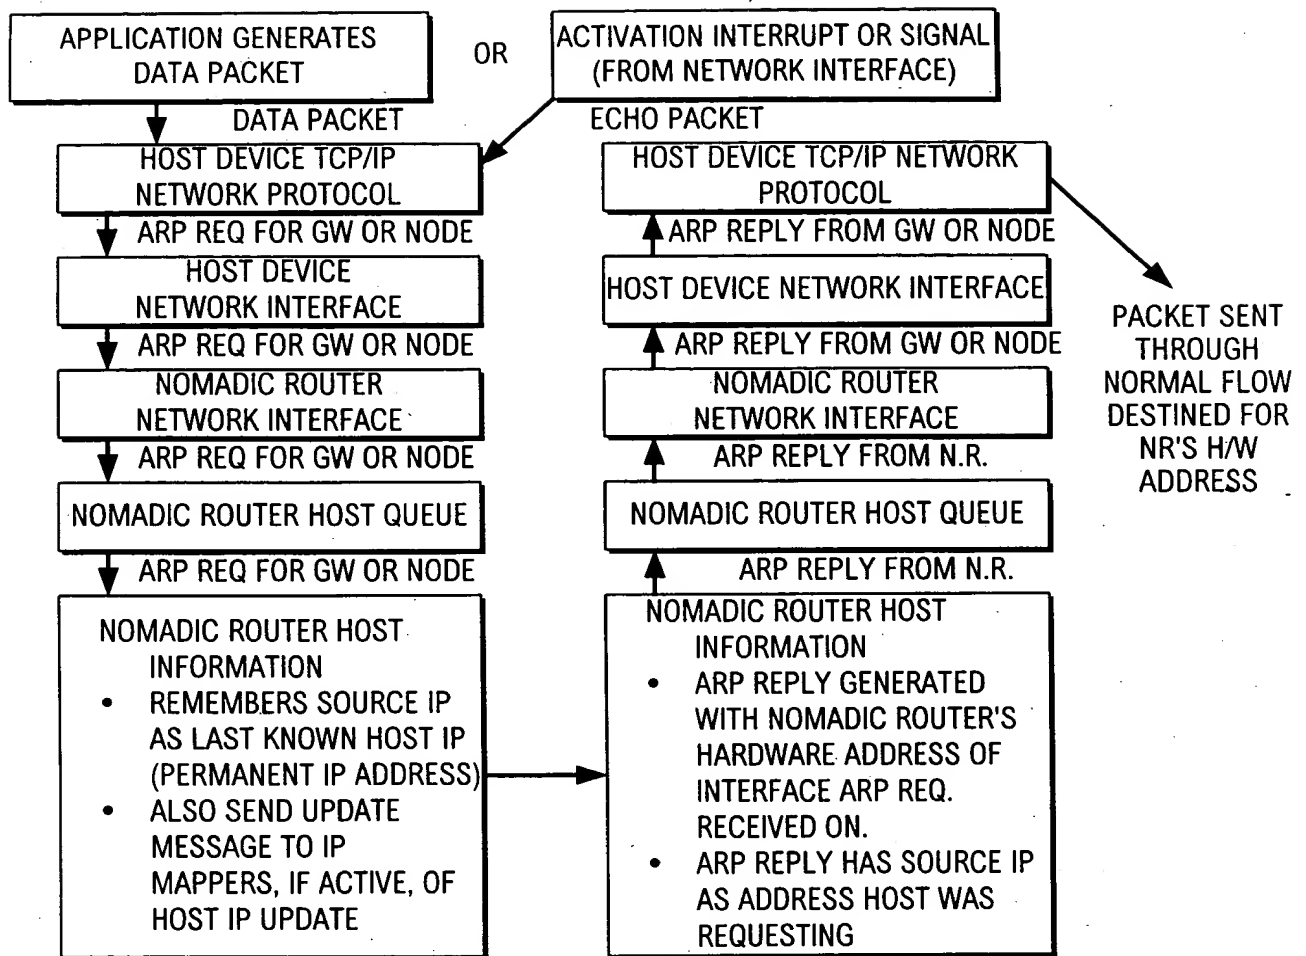 APPLICATION GENERATES
DATA PACKET
OR
ACTIVATION INTERRUPT OR SIGNAL
(FROM NETWORK INTERFACE)
DATA PACKET
ECHO PACKET
HOST DEVICE TCP/IP
NETWORK PROTOCOL
ARP REQ FOR GW OR NODE
HOST DEVICE
NETWORK INTERFACE
ARP REQ FOR GW OR NODE
NOMADIC ROUTER
NETWORK INTERFACE
ARP REQ FOR GW OR NODE
NOMADIC ROUTER HOST QUEUE
ARP REQ FOR GW OR NODE
NOMADIC ROUTER HOST
INFORMATION
• REMEMBERS SOURCE IP
AS LAST KNOWN HOST IP
(PERMANENT IP ADDRESS)
• ALSO SEND UPDATE
MESSAGE TO IP
MAPPERS, IF ACTIVE, OF
HOST IP UPDATE
HOST DEVICE TCP/IP NETWORK
PROTOCOL
ARP REPLY FROM GW OR NODE
HOST DEVICE NETWORK INTERFACE
ARP REPLY FROM GW OR NODE
NOMADIC ROUTER
NETWORK INTERFACE
ARP REPLY FROM N.R.
NOMADIC ROUTER HOST QUEUE
ARP REPLY FROM N.R.
NOMADIC ROUTER HOST
INFORMATION
• ARP REPLY GENERATED
WITH NOMADIC ROUTER'S
HARDWARE ADDRESS OF
INTERFACE ARP REQ.
RECEIVED ON.
• ARP REPLY HAS SOURCE IP
AS ADDRESS HOST WAS
REQUESTING
PACKET SENT
THROUGH
NORMAL FLOW
DESTINED FOR
NR'S H/W
ADDRESS